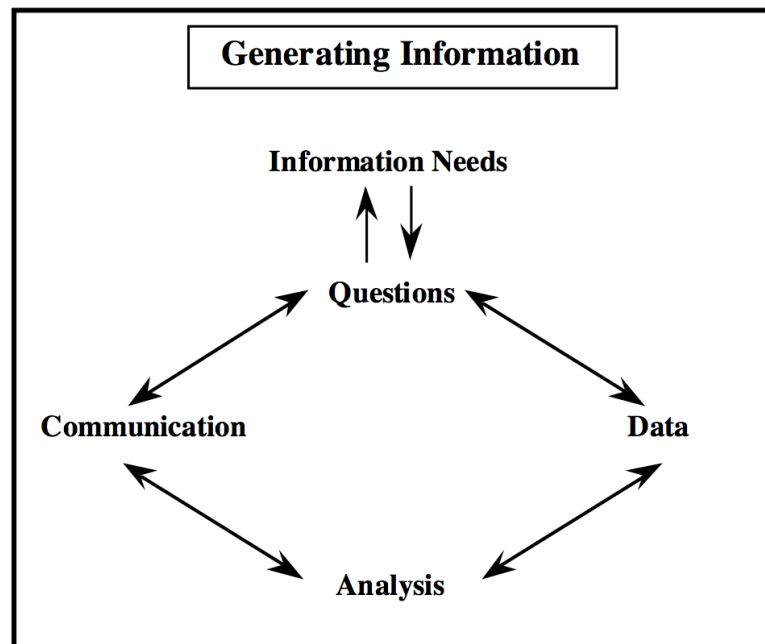 Generating Information
Information Needs
Questions
Communication
Data
Analysis